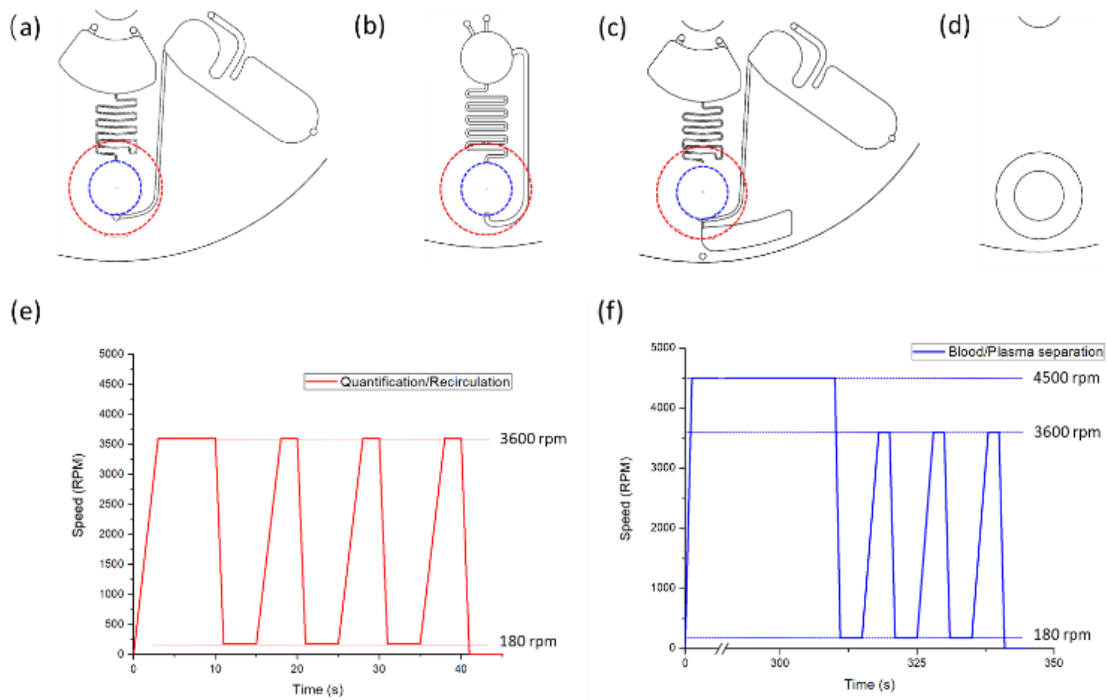 (a)
(b)
(c)
(d)
(e)
5000
4500
4000
3500
3000
2500
2000
1500
1000
500
0
Speed (RPM)
0
10
20
30
40
Time (s)
Quantification/Recirculation
3600 rpm
180 rpm
(f)
5000
4000
3000
2000
1000
0
Speed (RPM)
0
300
325
350
Time (s)
Blood/Plasma separation
4500 rpm
3600 rpm
180 rpm